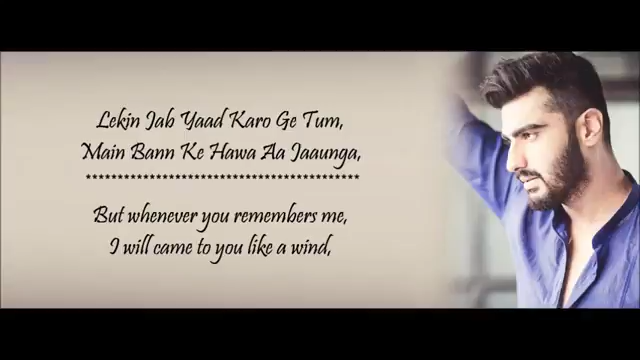 Lekin Jab Yaad Karo Ge Tum,
Main Bann Ke Hawa Aa Jaaunga,
*******************************************
But whenever you remembers me,
I will came to you like a wind,